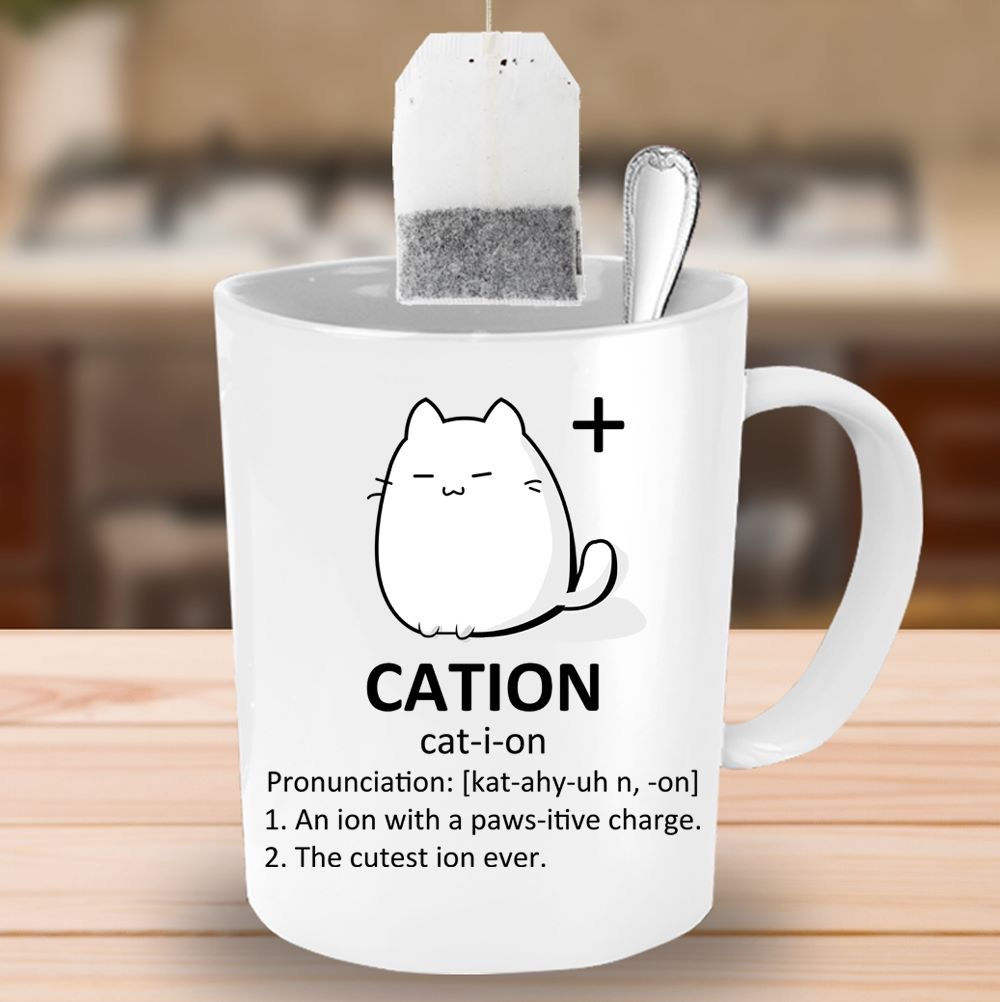 +
CATION
cat-i-on
Pronunciation: [kat-ahy-uh n, -on]
1. An ion with a paws-itive charge.
2. The cutest ion ever.